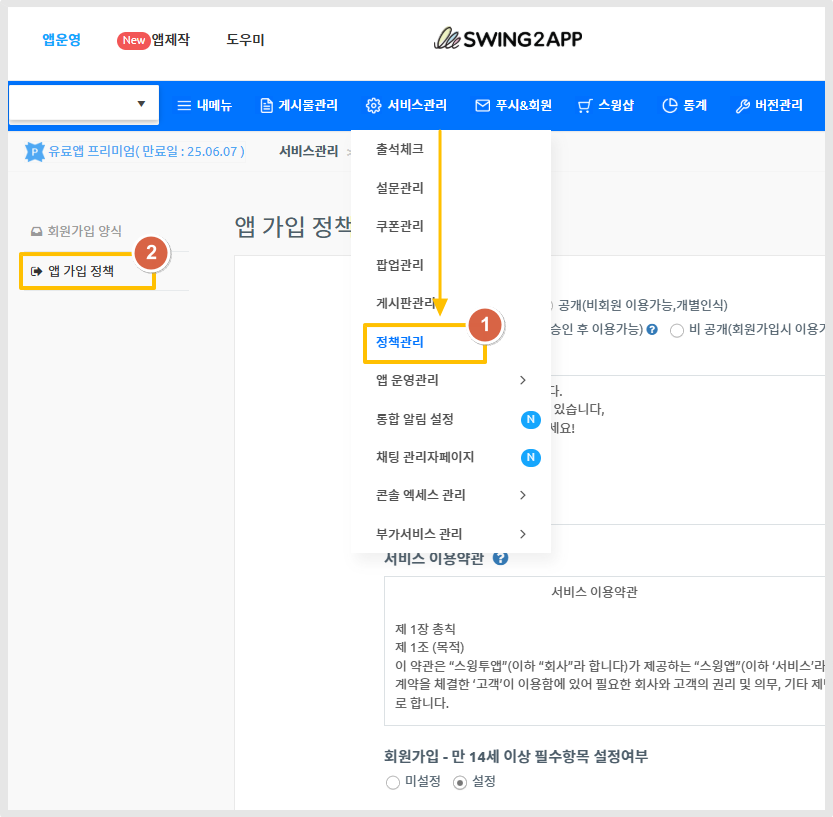 앱운영 New 앱제작 도우미 SWING2APP
내메뉴 게시물관리 서비스관리 푸시&회원 스윙샵 통계 버전관리
P 유료앱 프리미엄( 만료일 : 25.06.07 ) 서비스관리 >
출석체크
설문관리
쿠폰관리
팝업관리
게시판관리
정책관리
1
앱 운영관리
통합 알림 설정 N
채팅 관리자페이지 N
콘솔 엑세스 관리
부가서비스 관리
회원가입 양식
2
앱 가입 정책
앱 가입 정책
공개(비회원 이용가능,개별인식)
승인 후 이용가능) ? 비 공개(회원가입시 이용가
다.
있습니다,
세요!
서비스 이용약관 ?
서비스 이용약관
제 1장 총칙
제 1조 (목적)
이 약관은 “스윙투앱”(이하 “회사”라 합니다)가 제공하는 “스윙앱”(이하 ‘서비스’라
계약을 체결한 ‘고객’이 이용함에 있어 필요한 회사와 고객의 권리 및 의무, 기타 제반
로 합니다.
회원가입 - 만 14세 이상 필수항목 설정여부
미설정 설정